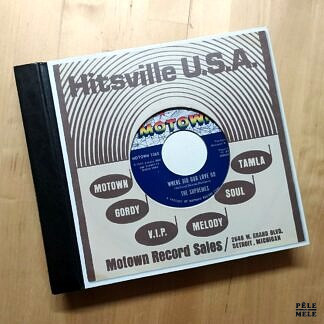 Hitsville U.S.A.
MOTOWN
WHERE DID OUR LOVE GO
THE SUPREMES
MOTOWN
GORDY
V.I.P.
MELODY
SOUL
TAMLA
Motown Record Sales / 2648 W. GRAND BLVD.
DETROIT, MICHIGAN
PÊLE
MÊLE